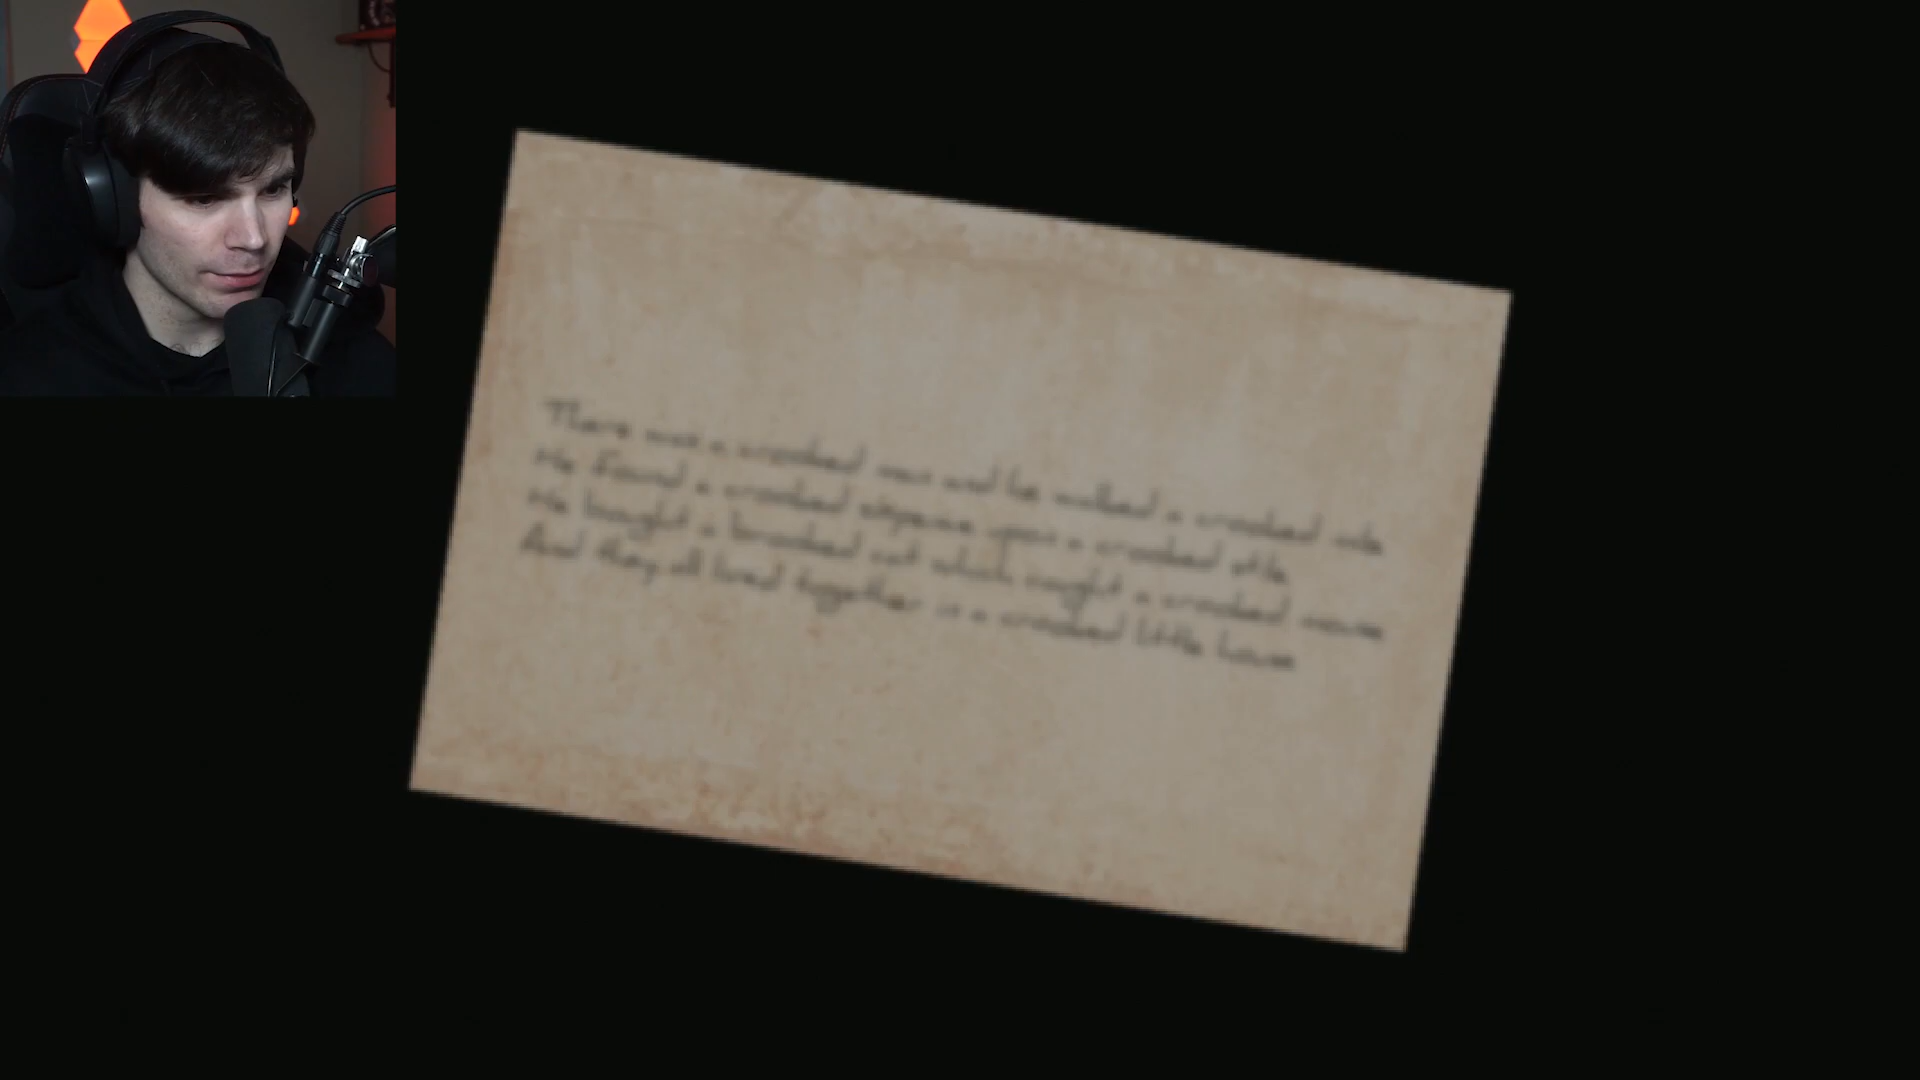 There was a crooked man and he walked a crooked mile
He found a crooked sixpence upon a crooked stile
He bought a crooked cat which caught a crooked mouse
And they all lived together in a crooked little house